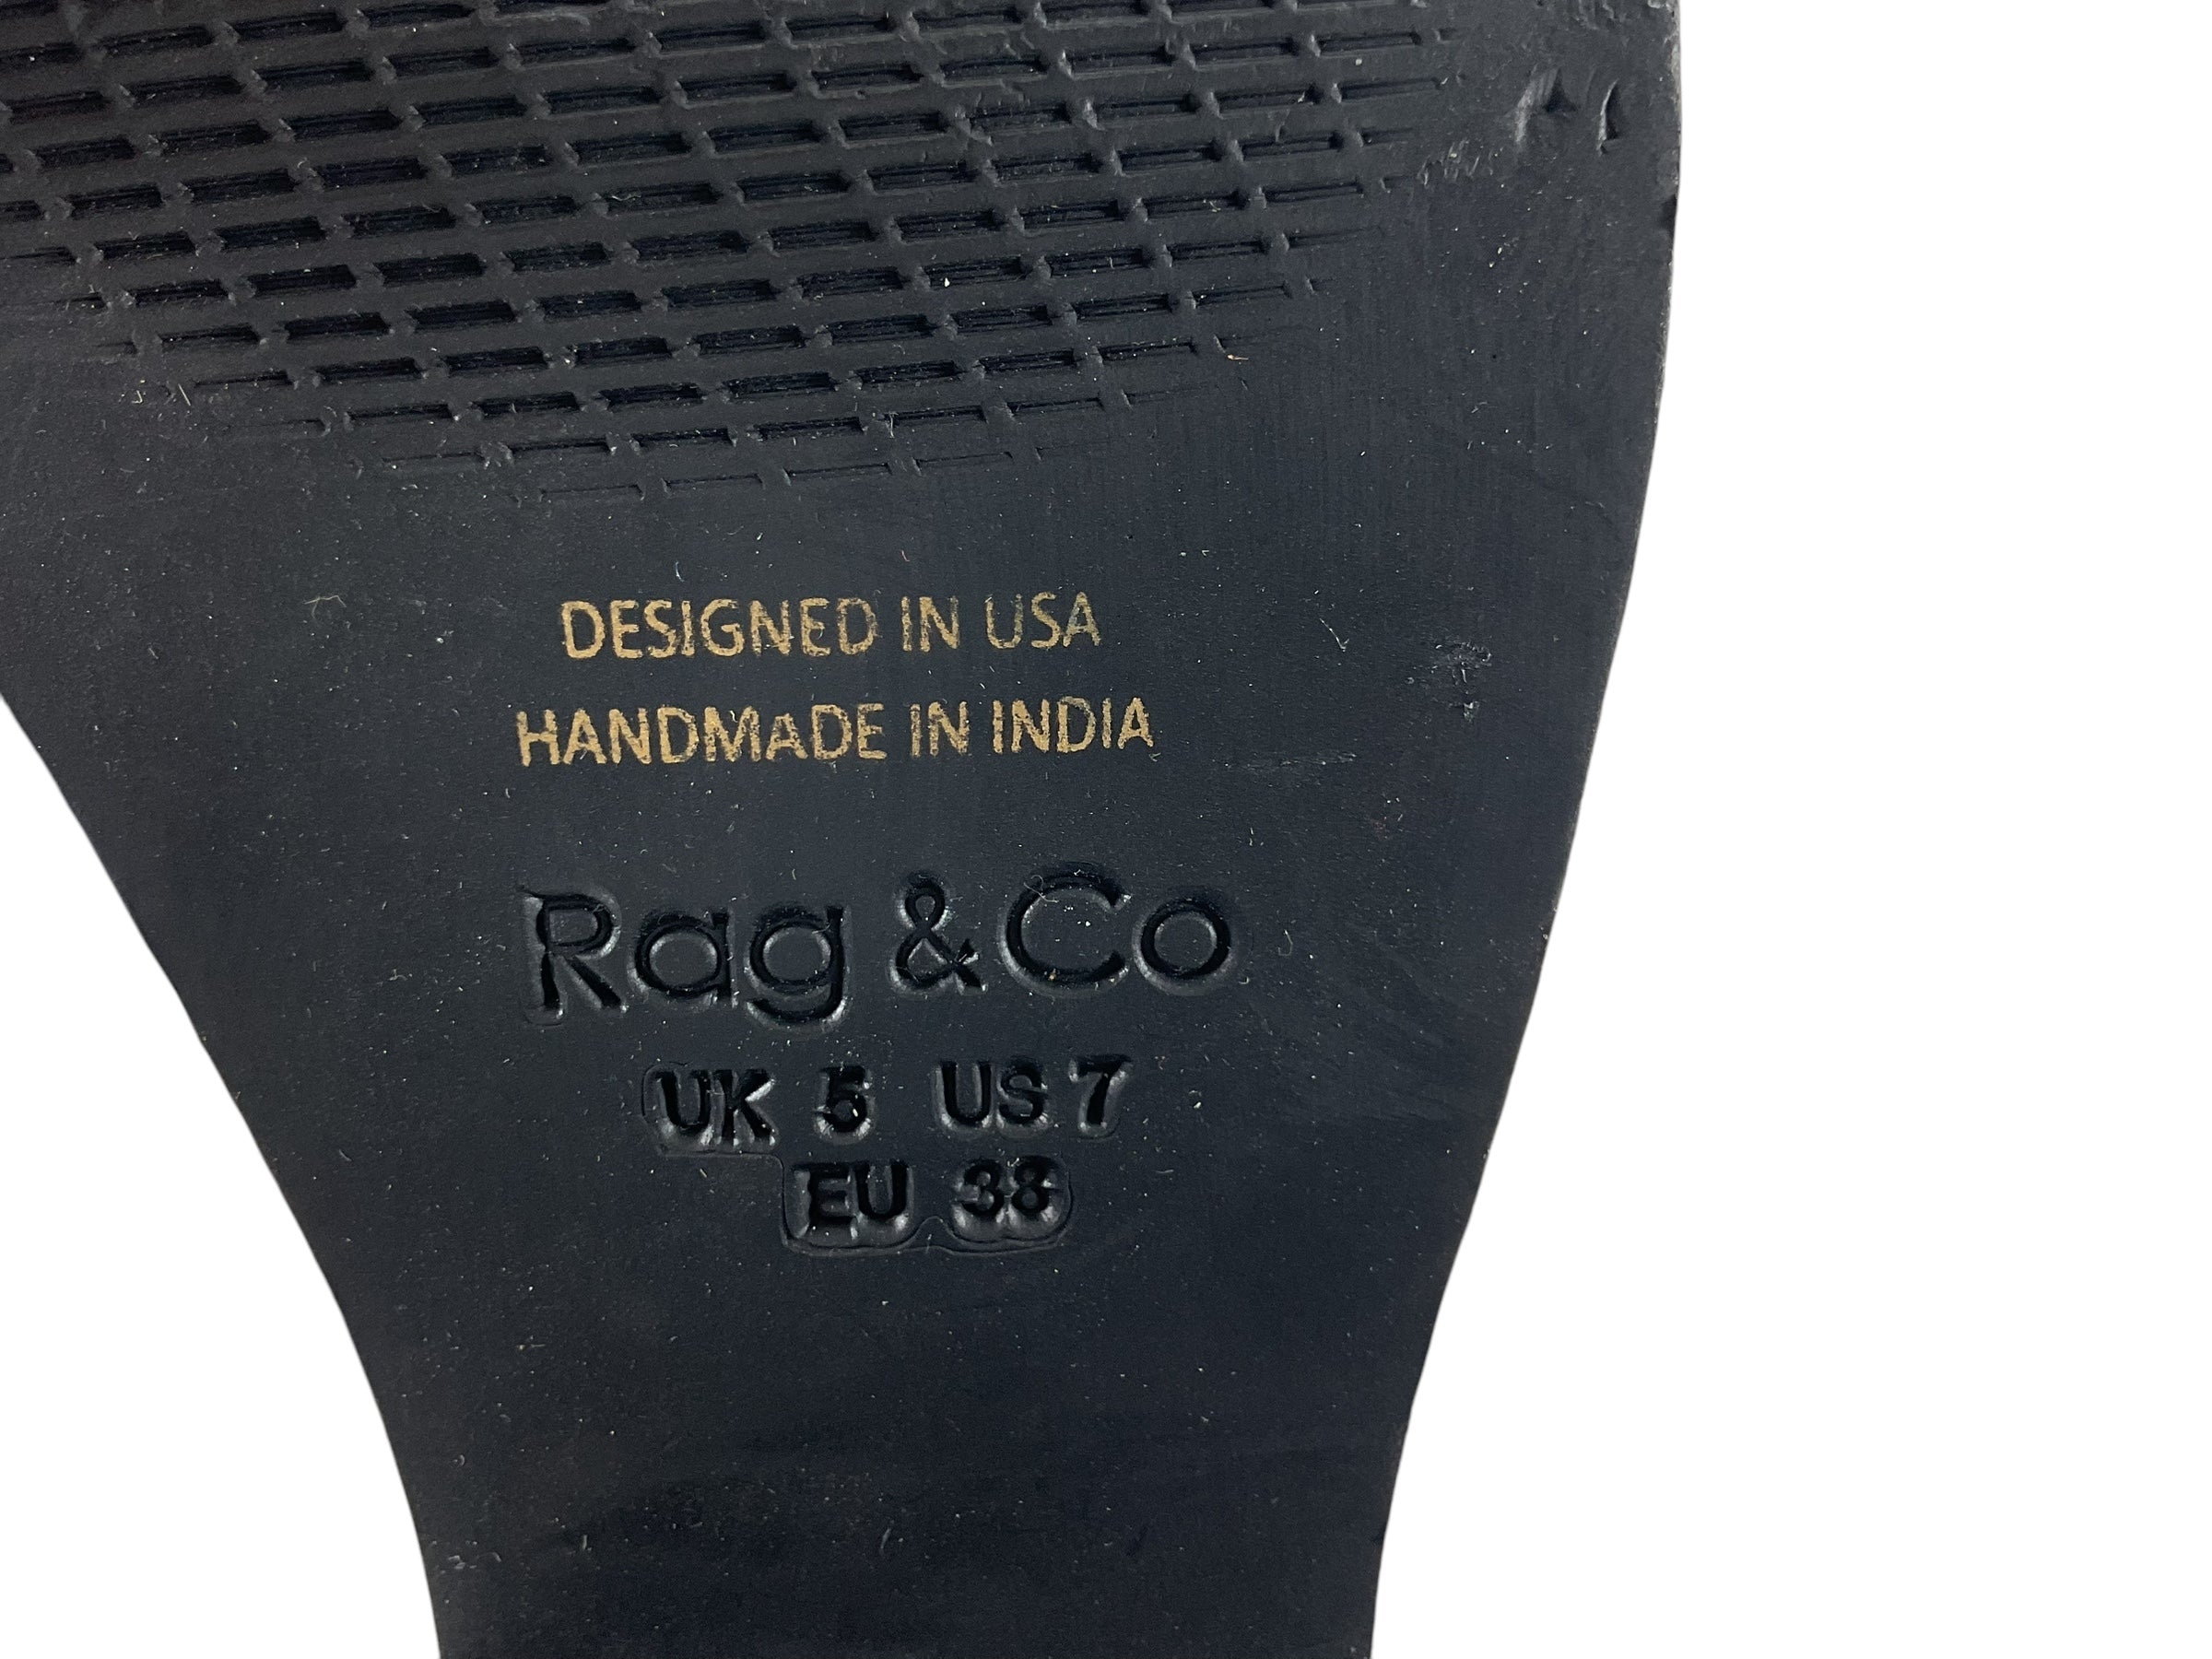 DESIGNED IN USA
HANDMADE IN INDIA
Rag & Co
UK 5 US 7
EU 38